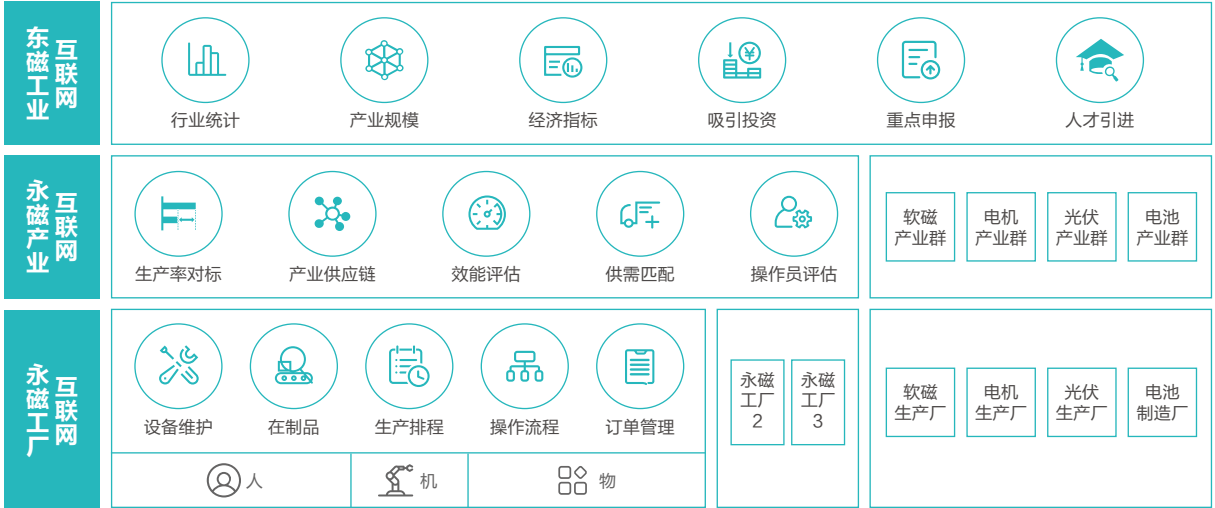 东磁工业
互联网
行业统计
产业规模
经济指标
吸引投资
重点申报
人才引进
永磁产业
互联网
生产率对标
产业供应链
效能评估
供需匹配
操作员评估
软磁
产业群
电机
产业群
光伏
产业群
电池
产业群
永磁工厂
互联网
设备维护
在制品
生产排程
操作流程
订单管理
人
机
物
永磁
工厂
2
永磁
工厂
3
软磁
生产厂
电机
生产厂
光伏
生产厂
电池
制造厂